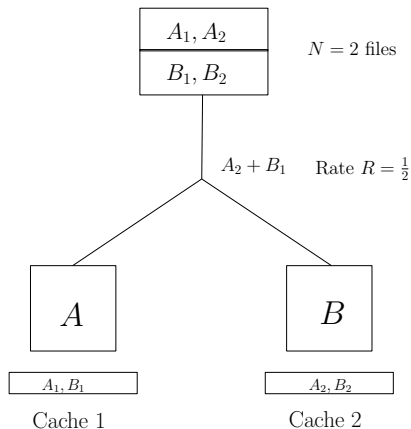 A₁, A₂
N = 2 files
B₁, B₂
A₂ + B₁
Rate R = ½
A
B
A₁, B₁
A₂, B₂
Cache 1
Cache 2